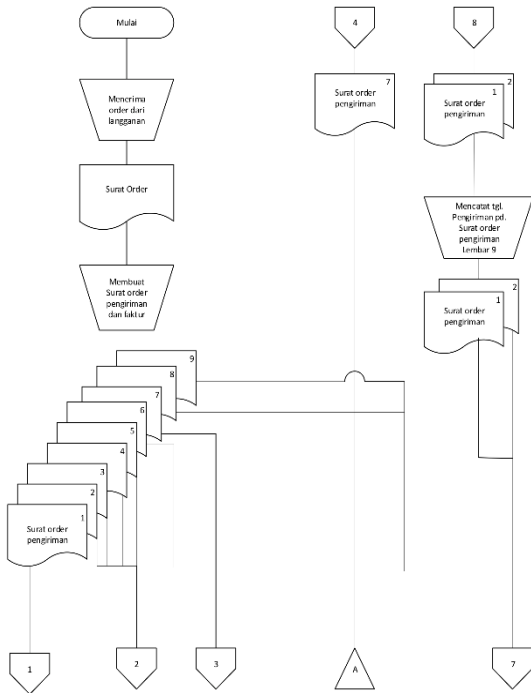 Mulai
Menerima
order dari
langganan
Surat Order
Membuat
Surat order
pengiriman
dan faktur
9
8
7
6
5
4
3
2
1
Surat order
pengiriman
1
2
3
4
7
Surat order
pengiriman
A
8
2
1
Surat order
pengiriman
Mencatat tgl.
Pengiriman pd.
Surat order
pengiriman
Lembar 9
2
1
Surat order
pengiriman
7